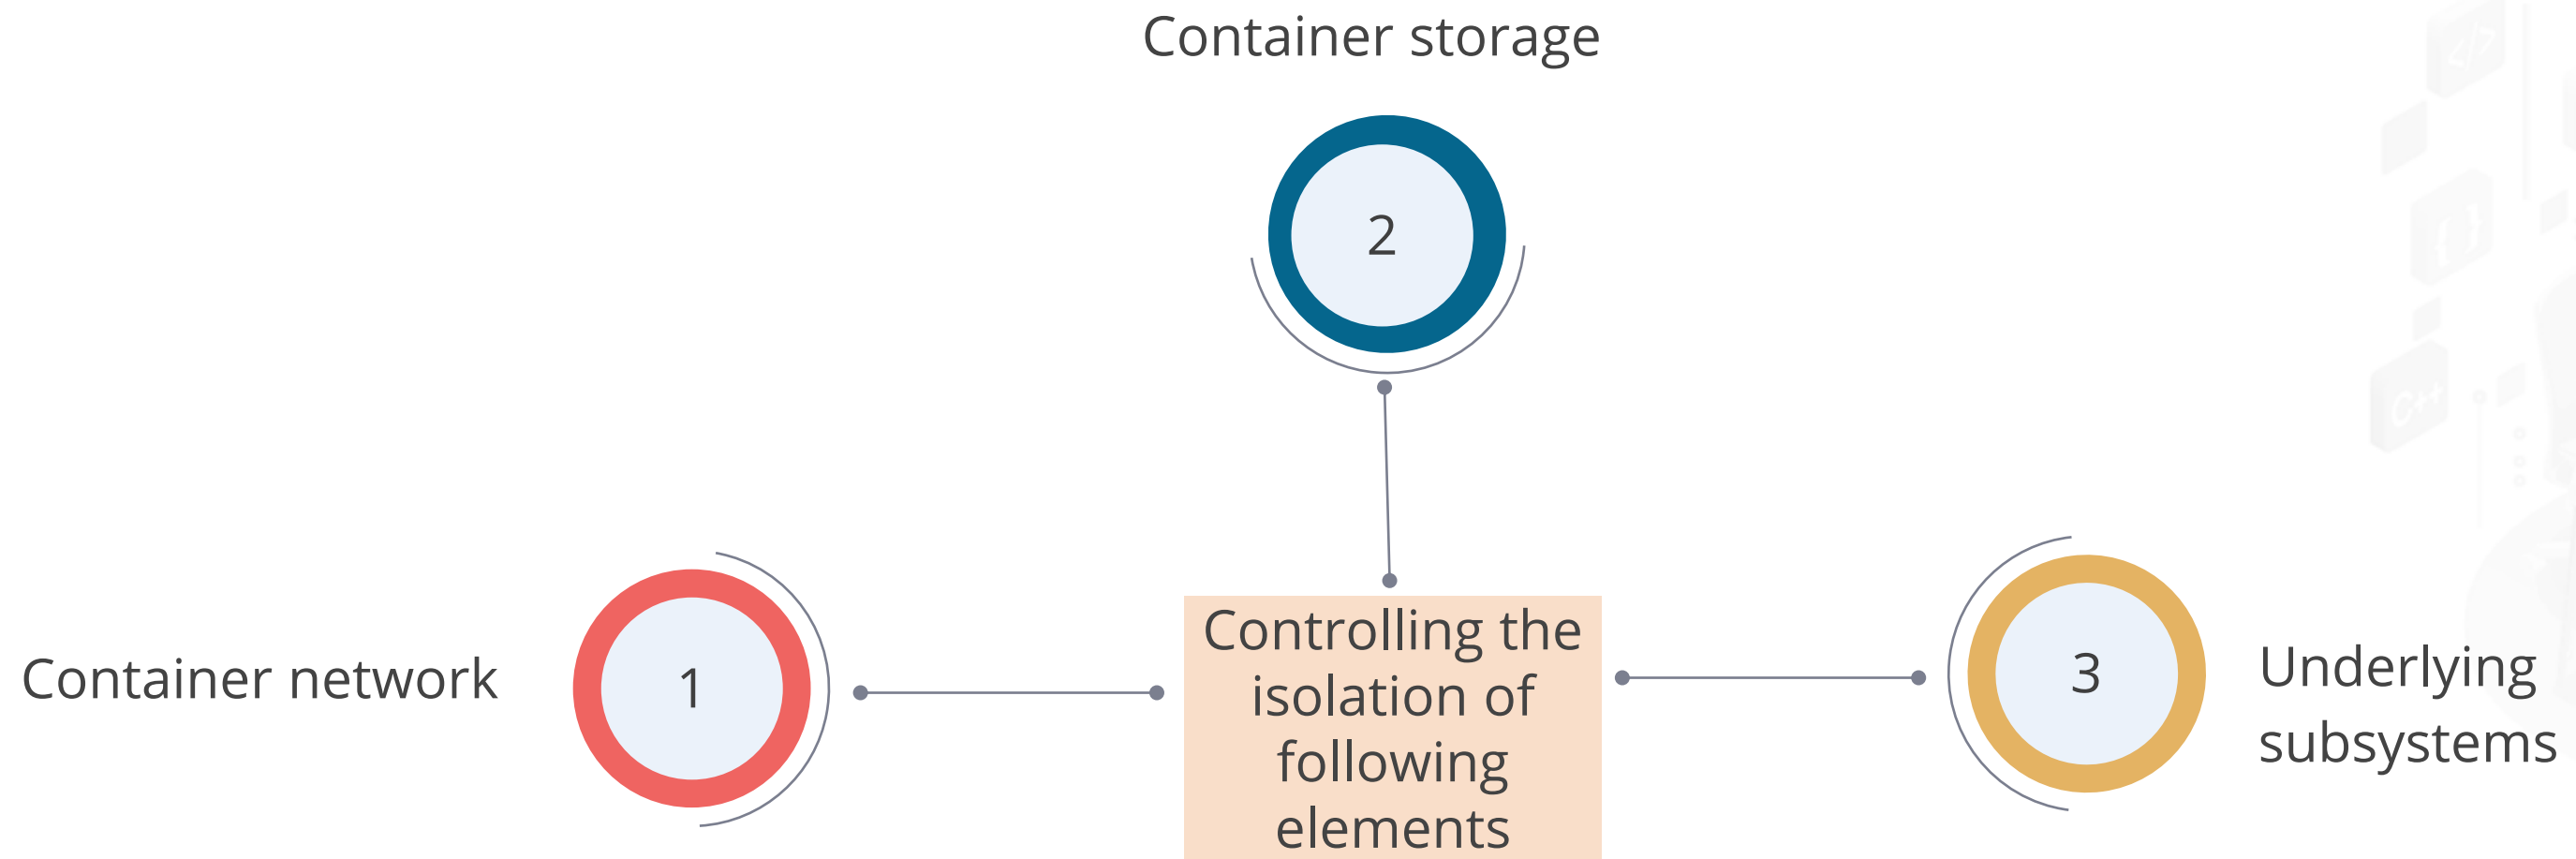 Container storage
2
Container network
1
Controlling the
isolation of
following
elements
3
Underlying
subsystems
</>
{ }
C++